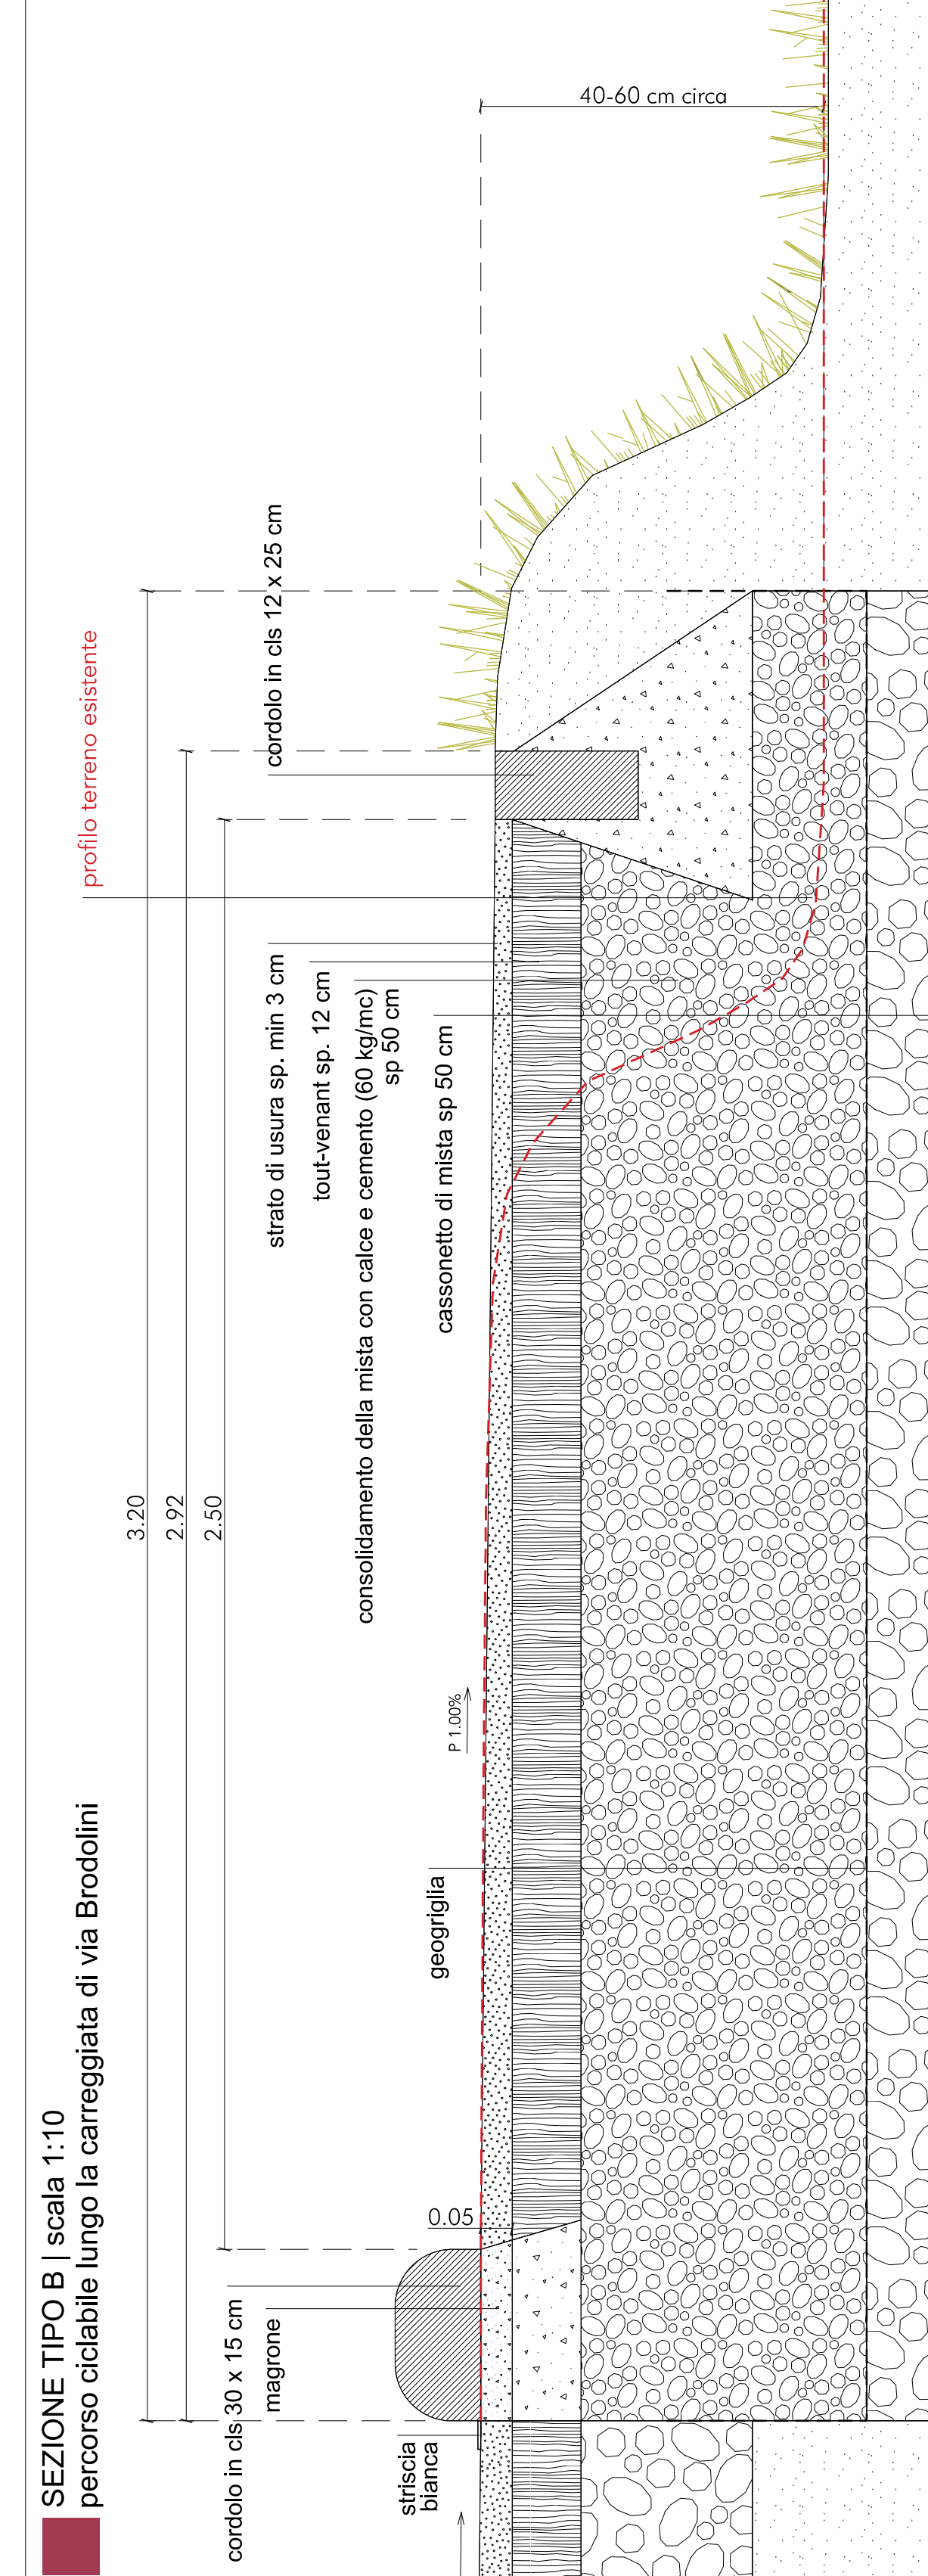 SEZIONE TIPO B | scala 1:10
percorso ciclabile lungo la carreggiata di via Brodolini
profilo terreno esistente
3.20
2.92
2.50
cordolo in cls 30 x 15 cm
magrone
cordolo in cls 12 x 25 cm
strato di usura sp. min 3 cm
tout-venant sp. 12 cm
consolidamento della mista con calce e cemento (60 kg/mc)
sp 50 cm
cassonetto di mista sp 50 cm
striscia
bianca
0.05
geogriglia
P 1.00%
40-60 cm circa